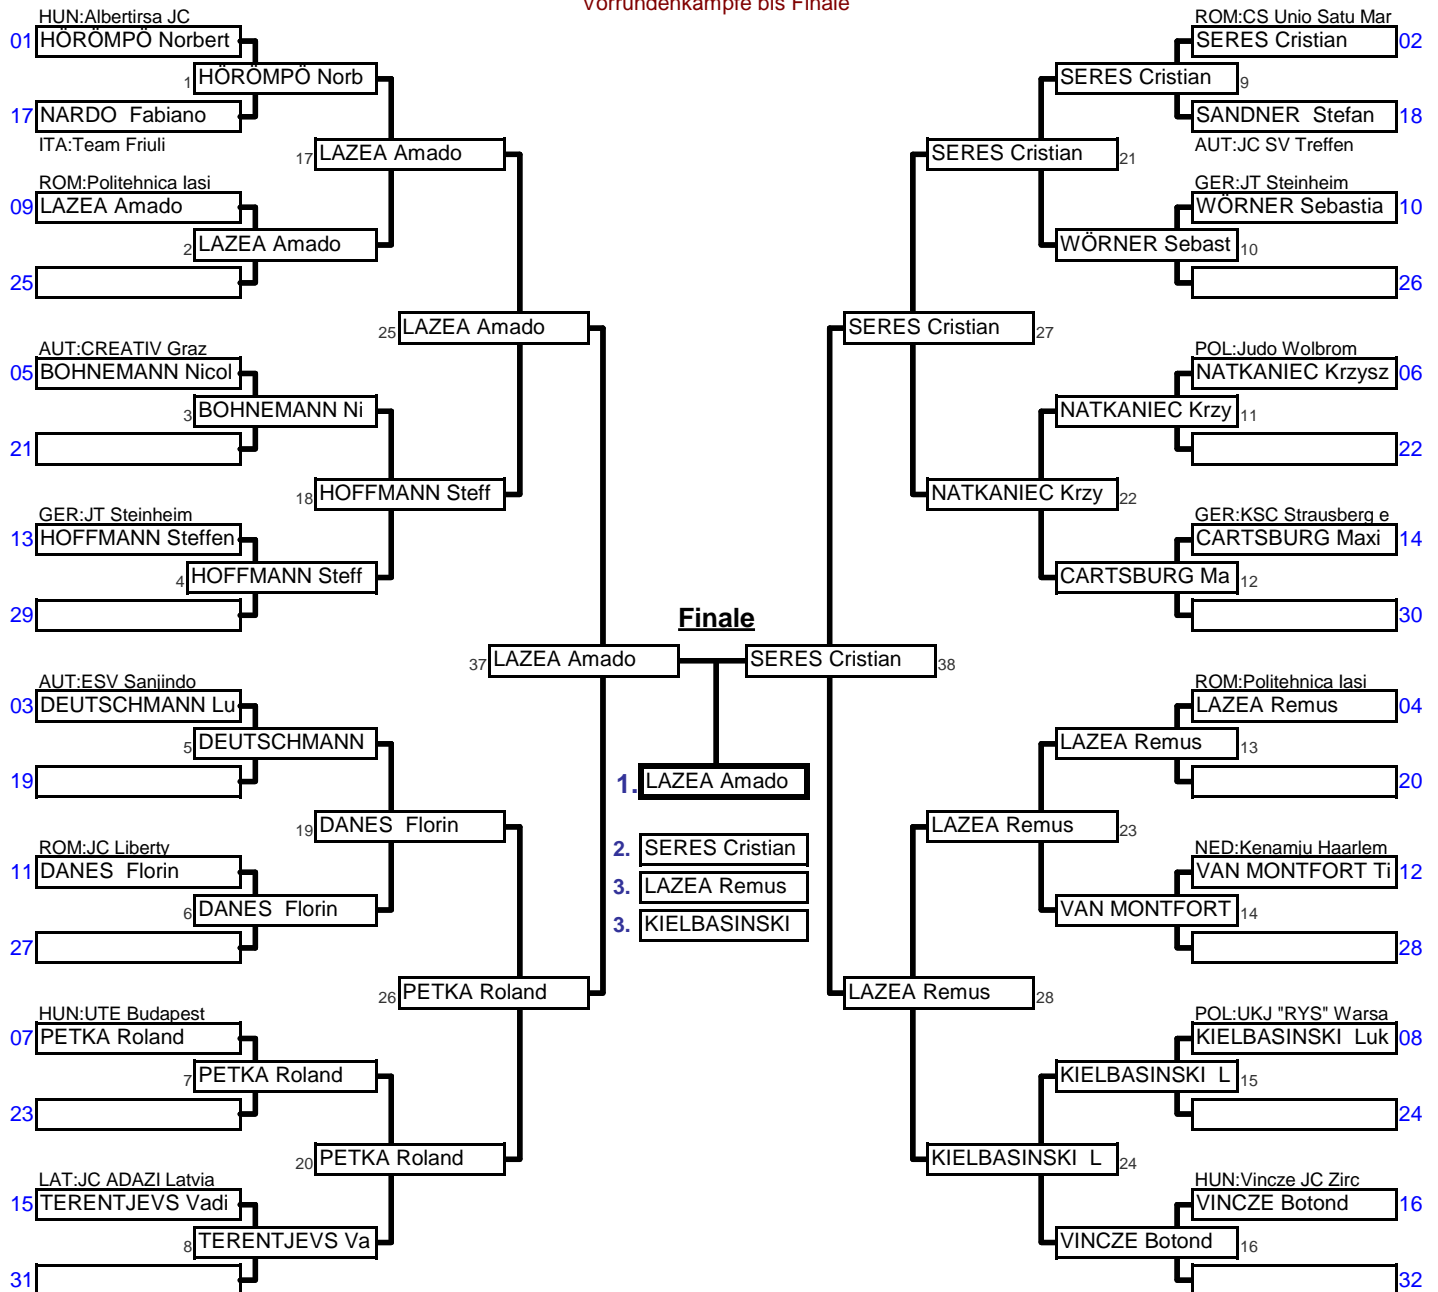 Vorrundenkämpfe bis Finale
HUN:Albertirsa JC
01 HÖRÖMPÖ Norbert
1 HÖRÖMPÖ Norb
17 NARDO Fabiano
ITA:Team Friuli
17 LAZEA Amado
ROM:Politehnica Iasi
09 LAZEA Amado
2 LAZEA Amado
25
25 LAZEA Amado
AUT:CREATIV Graz
05 BOHNEMANN Nicol
3 BOHNEMANN Ni
21
18 HOFFMANN Steff
GER:JT Steinheim
13 HOFFMANN Steffen
4 HOFFMANN Steff
29
37 LAZEA Amado
AUT:ESV Sanjindo
03 DEUTSCHMANN Lu
5 DEUTSCHMANN
19
19 DANES Florin
ROM:JC Liberty
11 DANES Florin
6 DANES Florin
27
26 PETKA Roland
HUN:UTE Budapest
07 PETKA Roland
7 PETKA Roland
23
20 PETKA Roland
LAT:JC ADAZI Latvia
15 TERENTJEVS Vadi
8 TERENTJEVS Va
31
Finale
1. LAZEA Amado
2. SERES Cristian
3. LAZEA Remus
3. KIELBASINSKI
ROM:CS Unio Satu Mar
SERES Cristian 02
SERES Cristian 9
SANDNER Stefan 18
AUT:JC SV Treffen
SERES Cristian 21
GER:JT Steinheim
WÖRNER Sebastia 10
WÖRNER Sebast 10
26
SERES Cristian 27
POL:Judo Wolbrom
NATKANIEC Krzysz 06
NATKANIEC Krzy 11
22
NATKANIEC Krzy 22
GER:KSC Strausberg e
CARTSBURG Maxi 14
CARTSBURG Ma 12
30
SERES Cristian 38
ROM:Politehnica Iasi
LAZEA Remus 04
LAZEA Remus 13
20
LAZEA Remus 23
NED:Kenamju Haarlem
VAN MONTFORT Ti 12
VAN MONTFORT 14
28
LAZEA Remus 28
POL:UKJ "RYS" Warsa
KIELBASINSKI Luk 08
KIELBASINSKI L 15
24
KIELBASINSKI L 24
HUN:Vincze JC Zirc
VINCZE Botond 16
VINCZE Botond 16
32